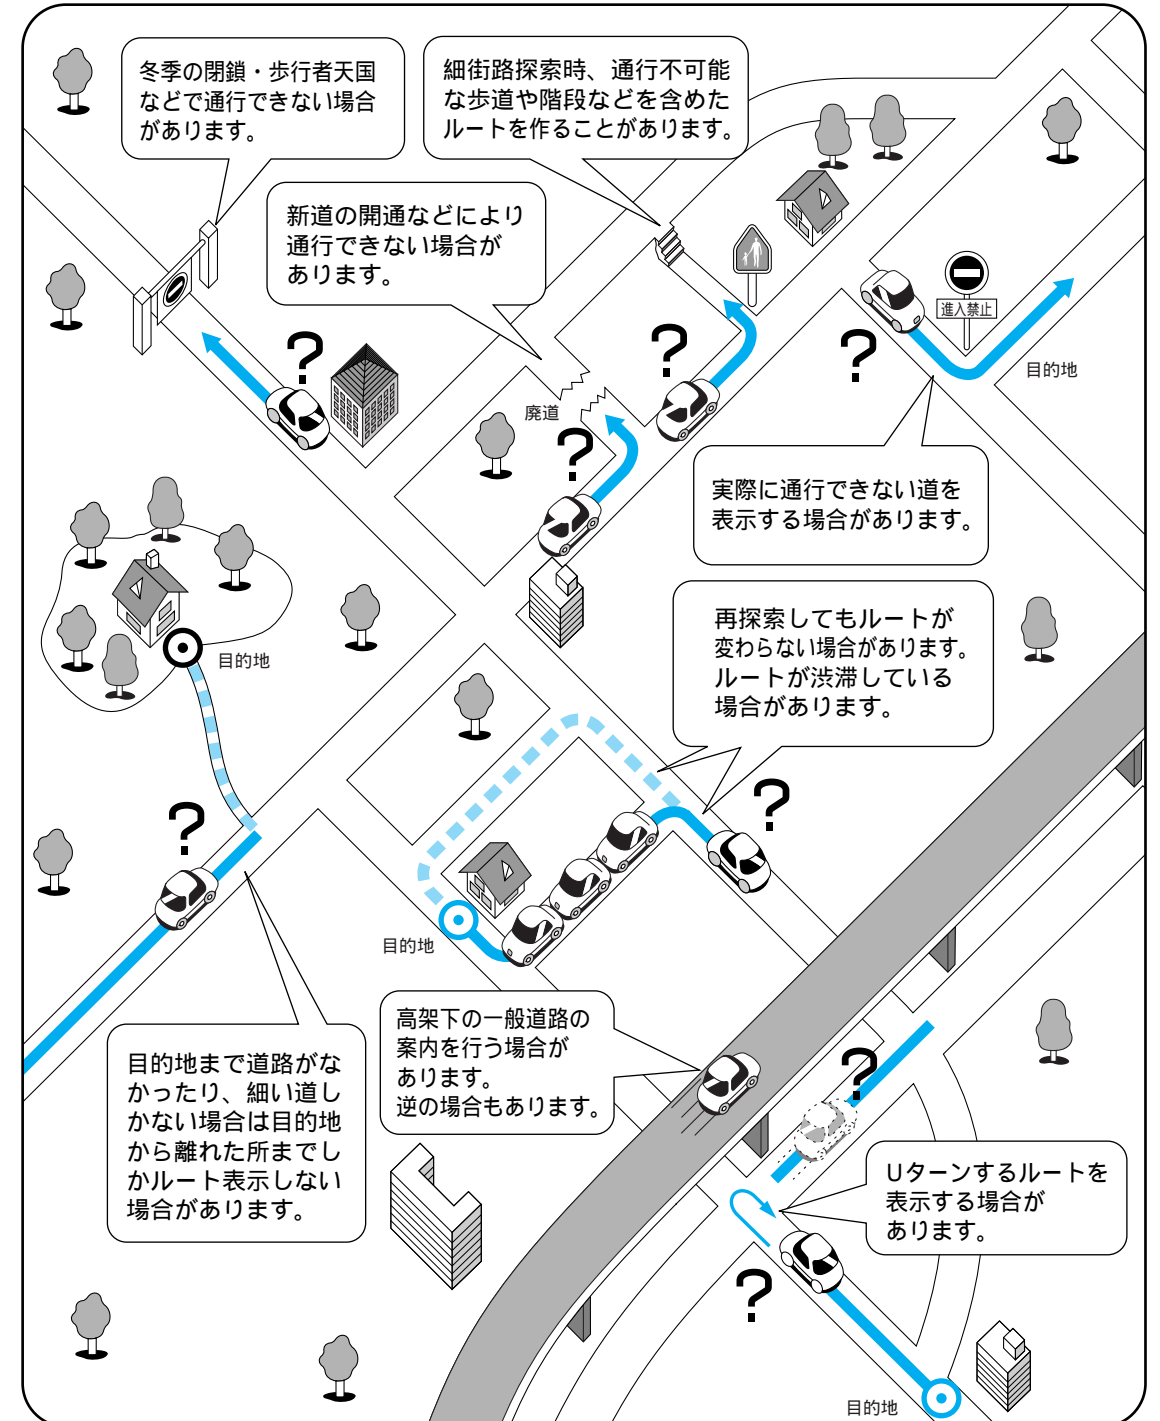 冬季の閉鎖・歩行者天国
などで通行できない場合
があります。
細街路探索時、通行不可能
な歩道や階段などを含めた
ルートを作ることがあります。
新道の開通などにより
通行できない場合が
あります。
進入禁止
目的地
廃道
実際に通行できない道を
表示する場合があります。
再探索してもルートが
変わらない場合があります。
ルートが渋滞している
場合があります。
目的地
目的地
高架下の一般道路の
案内を行う場合が
あります。
逆の場合もあります。
目的地まで道路がな
かったり、細い道し
かない場合は目的地
から離れた所までし
かルート表示しない
場合があります。
Uターンするルートを
表示する場合が
あります。
目的地